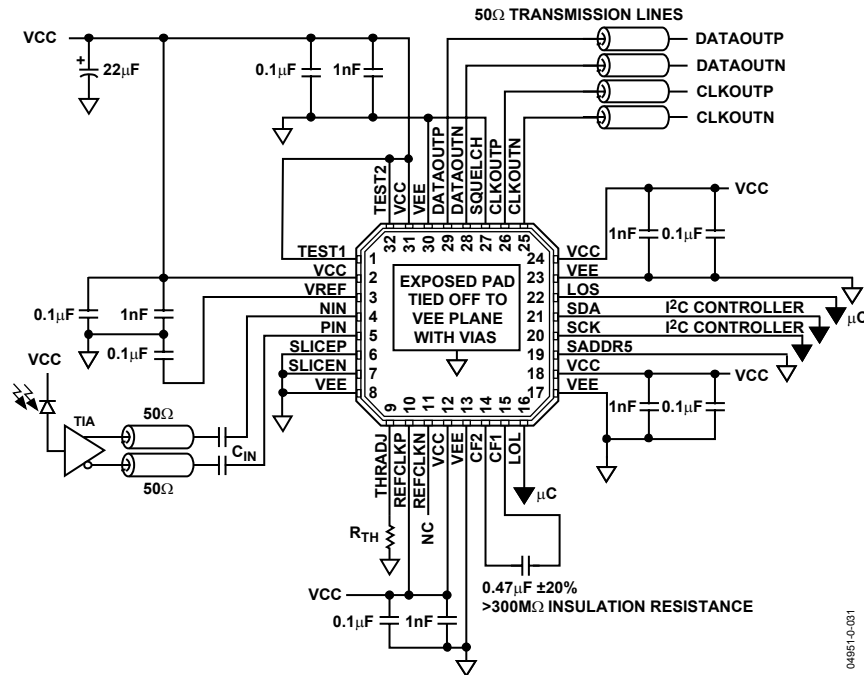 50Ω TRANSMISSION LINES
VCC
DATAOUTP
DATAOUTN
CLKOUTP
CLKOUTN
+
22µF
0.1µF
1nF
TEST2
VCC
VEE
DATAOUTP
DATAOUTN
SQUELCH
CLKOUTP
CLKOUTN
32
31
30
29
28
27
26
25
TEST1
1
VCC
2
VREF
3
NIN
4
PIN
5
SLICEP
6
SLICEN
7
VEE
8
EXPOSED PAD
TIED OFF TO
VEE PLANE
WITH VIAS
24
VCC
23
VEE
22
LOS
21
SDA
20
SCK
19
SADDR5
18
VCC
17
VEE
VCC
1nF
0.1µF
I²C CONTROLLER
I²C CONTROLLER
µC
VCC
1nF
0.1µF
0.1µF
1nF
0.1µF
VCC
TIA
50Ω
50Ω
CIN
9
10
11
12
13
14
15
16
THRADJ
REFCLKP
REFCLKN
VCC
VEE
CF2
CF1
LOL
RTH
NC
µC
VCC
0.1µF
1nF
0.47µF ±20%
>300MΩ INSULATION RESISTANCE
04951-0-031